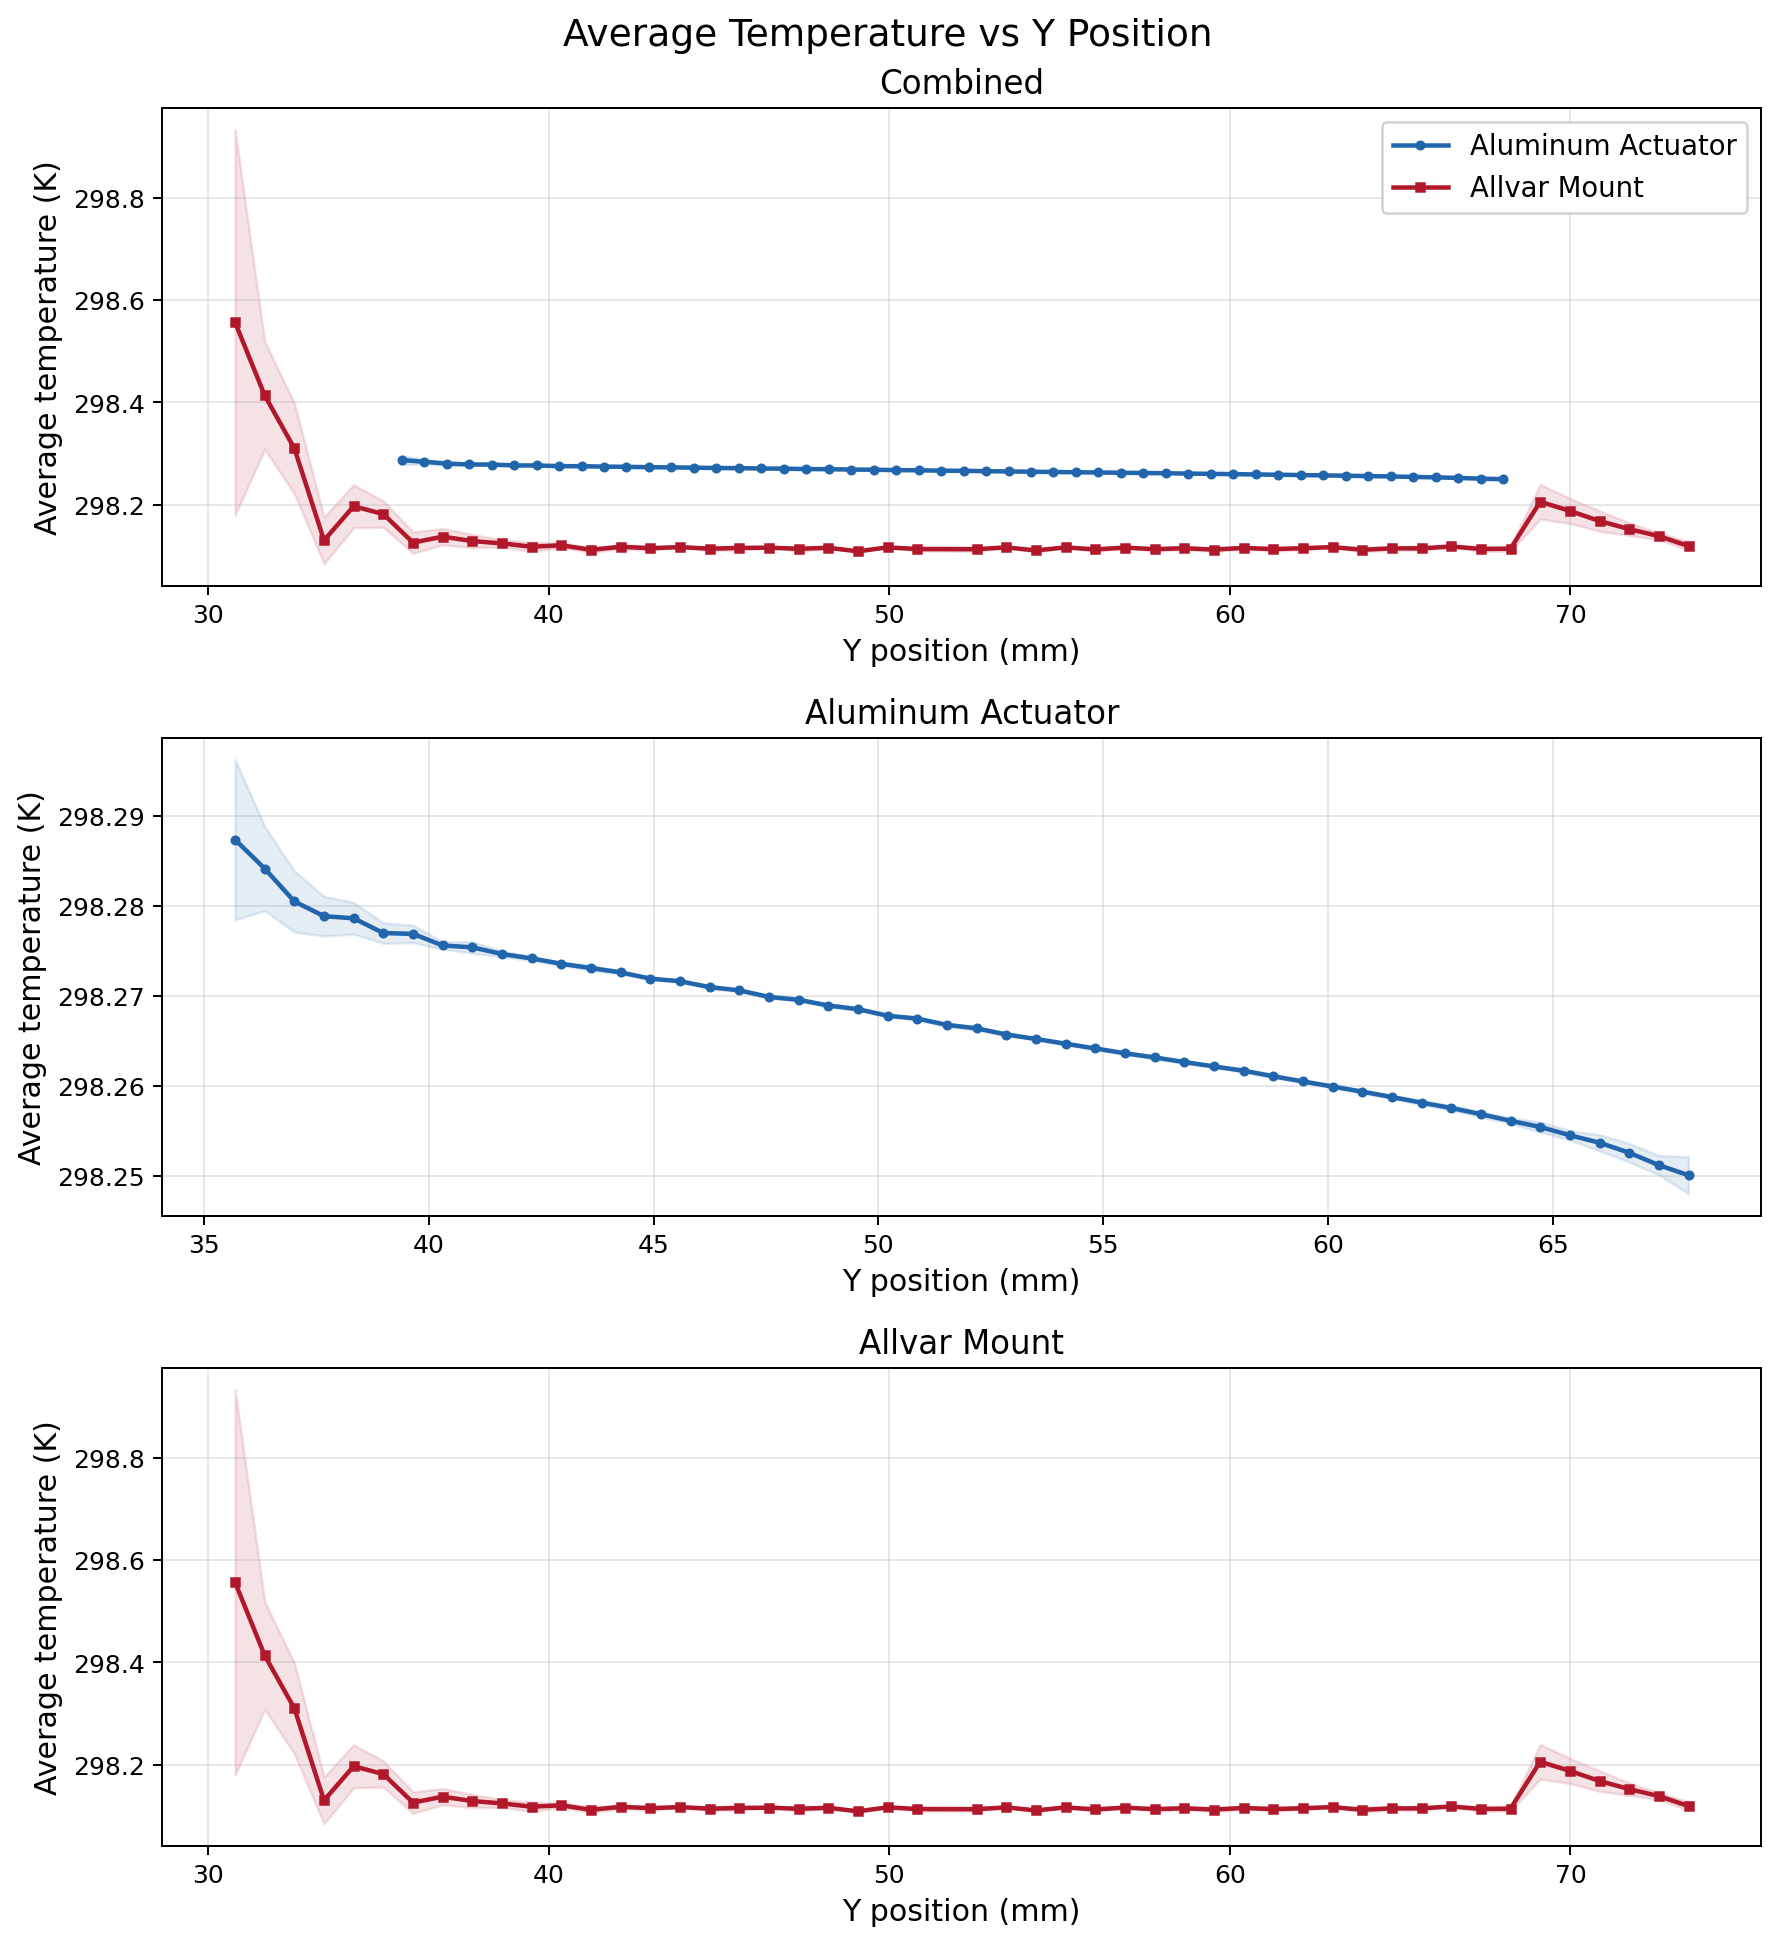 Average Temperature vs Y Position
Combined
Average temperature (K)
298.8
298.6
298.4
298.2
Aluminum Actuator
Allvar Mount
30 40 50 60 70
Y position (mm)
Aluminum Actuator
Average temperature (K)
298.29
298.28
298.27
298.26
298.25
35 40 45 50 55 60 65
Y position (mm)
Allvar Mount
Average temperature (K)
298.8
298.6
298.4
298.2
30 40 50 60 70
Y position (mm)